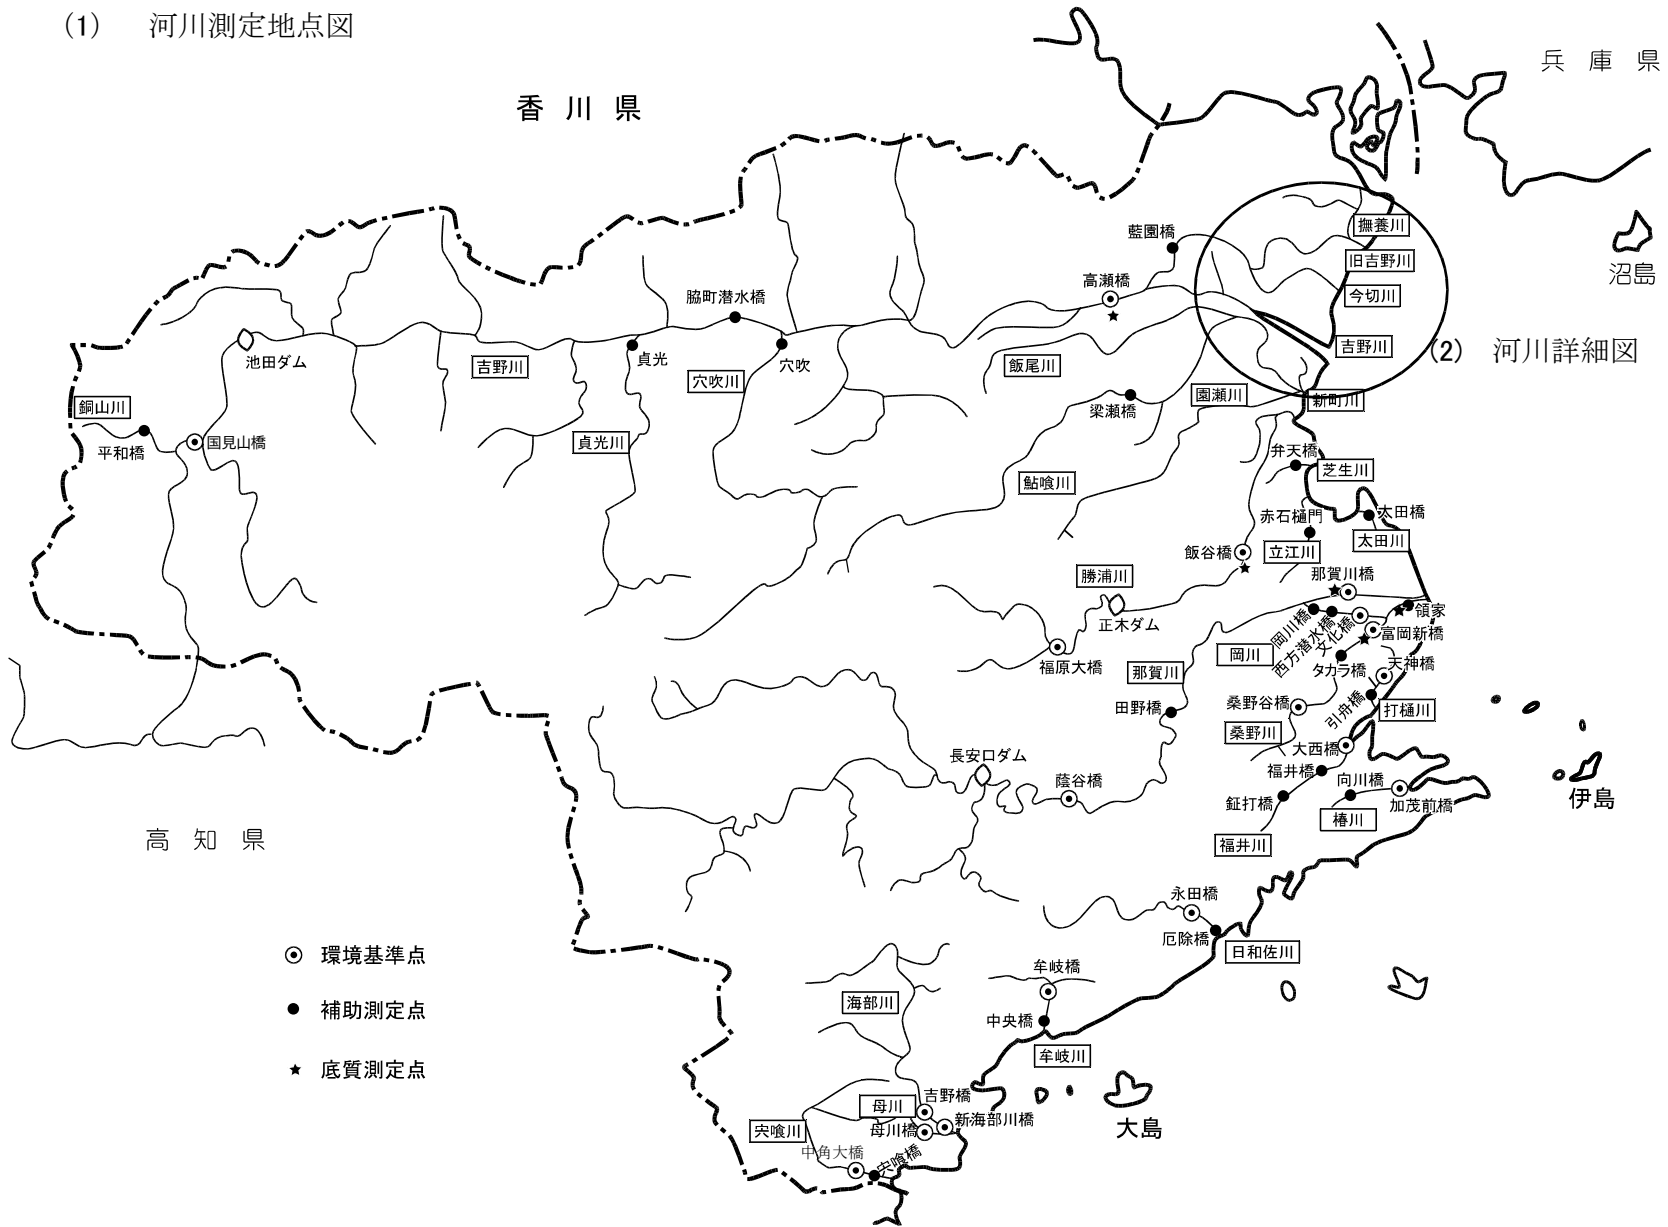 (1) 河川測定地点図
兵 庫 県
香 川 県
撫養川
藍園橋
旧吉野川
沼島
高瀬橋
今切川
脇町潜水橋
吉野川
(2) 河川詳細図
池田ダム
吉野川
貞光
穴吹川
穴吹
飯尾川
園瀬川
新町川
銅山川
梁瀬橋
平和橋
国見山橋
貞光川
弁天橋
芝生川
鮎喰川
赤石樋門
太田橋
太田川
飯谷橋
立江川
勝浦川
那賀川橋
正木ダム
領家
岡川橋
西方潜水橋
文化橋
富岡新橋
岡川
福原大橋
那賀川
タカラ橋
天神橋
田野橋
桑野谷橋
引舟橋
打樋川
桑野川
大西橋
長安口ダム
蔭谷橋
福井橋
向川橋
加茂前橋
伊島
鉦打橋
椿川
高 知 県
福井川
永田橋
厄除橋
日和佐川
環境基準点
補助測定点
底質測定点
牟岐橋
海部川
中央橋
牟岐川
吉野橋
母川
新海部川橋
大島
宍喰川
母川橋
中角大橋
宍喰橋